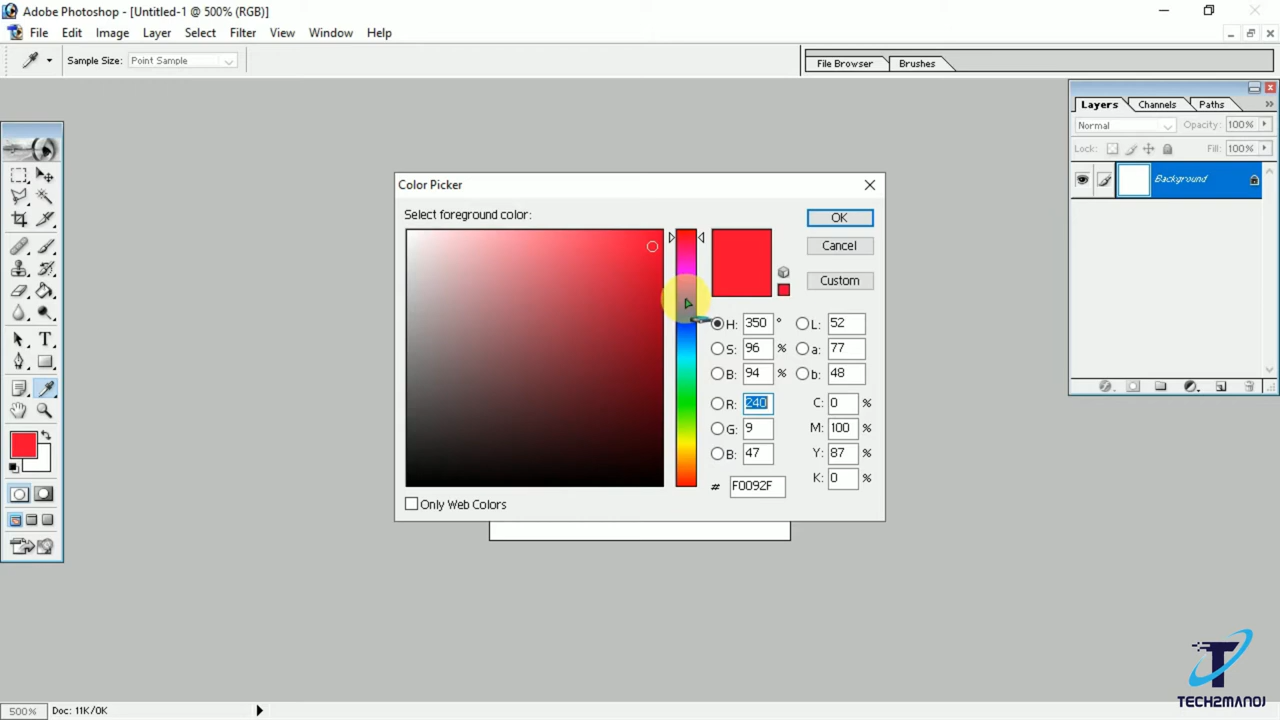 Adobe Photoshop - [Untitled-1 @ 500% (RGB)]
File Edit Image Layer Select Filter View Window Help
Sample Size: Point Sample
File Browser Brushes
Layers Channels Paths
Normal Opacity: 100%
Lock: Fill: 100%
Background
Color Picker
Select foreground color:
OK
Cancel
Custom
H: 350 ° L: 52
S: 96 % a: 77
B: 94 % b: 48
R: 240 C: 0 %
G: 9 M: 100 %
B: 47 Y: 87 %
K: 0 %
# F0092F
Only Web Colors
T
500% Doc: 11K/0K
T
TECH2MANOJ